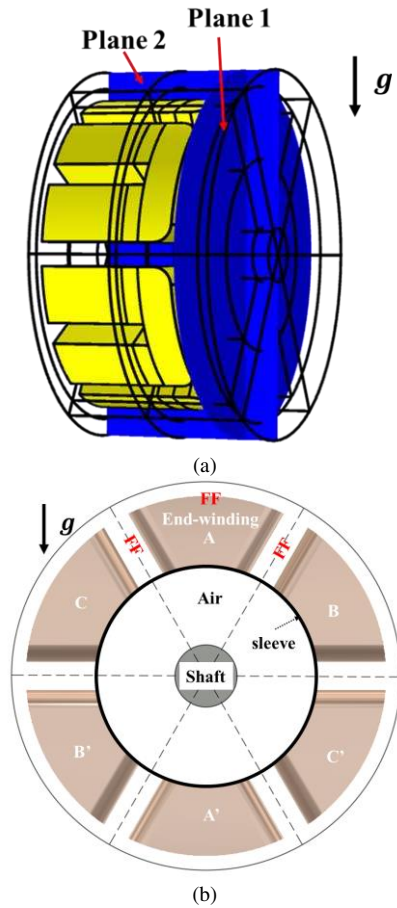 Plane 1
Plane 2
g
(a)
g
FF
End-winding
A
FF
FF
C
B
Air
sleeve
Shaft
B’
C’
A’
(b)